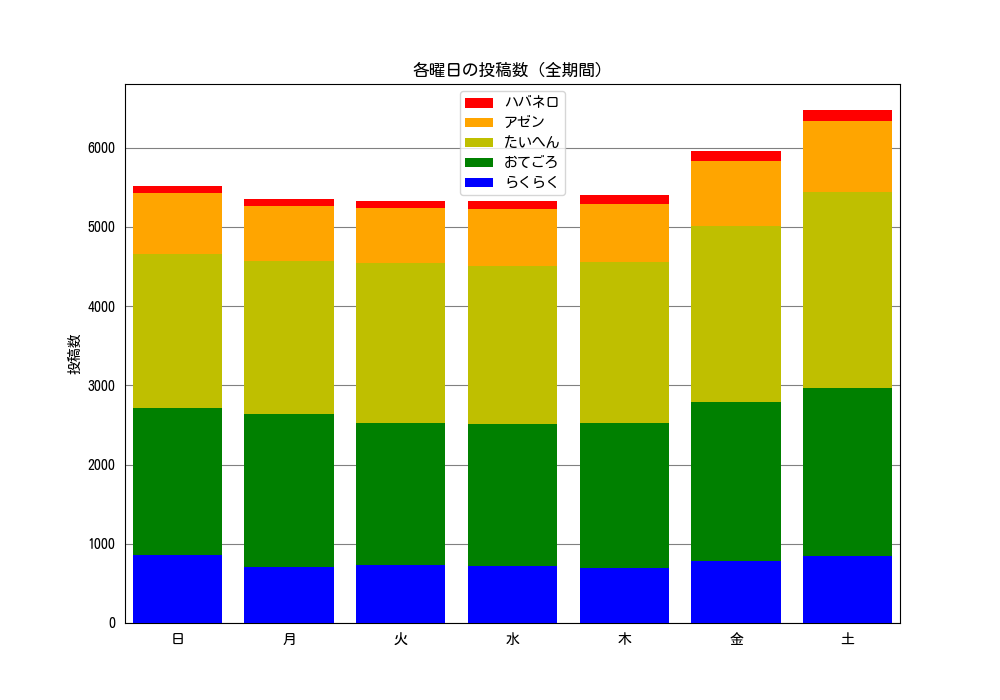 各曜日の投稿数（全期間）
ハバネロ
アゼン
たいへん
おてごろ
らくらく
投稿数
6000
5000
4000
3000
2000
1000
0
日 月 火 水 木 金 土